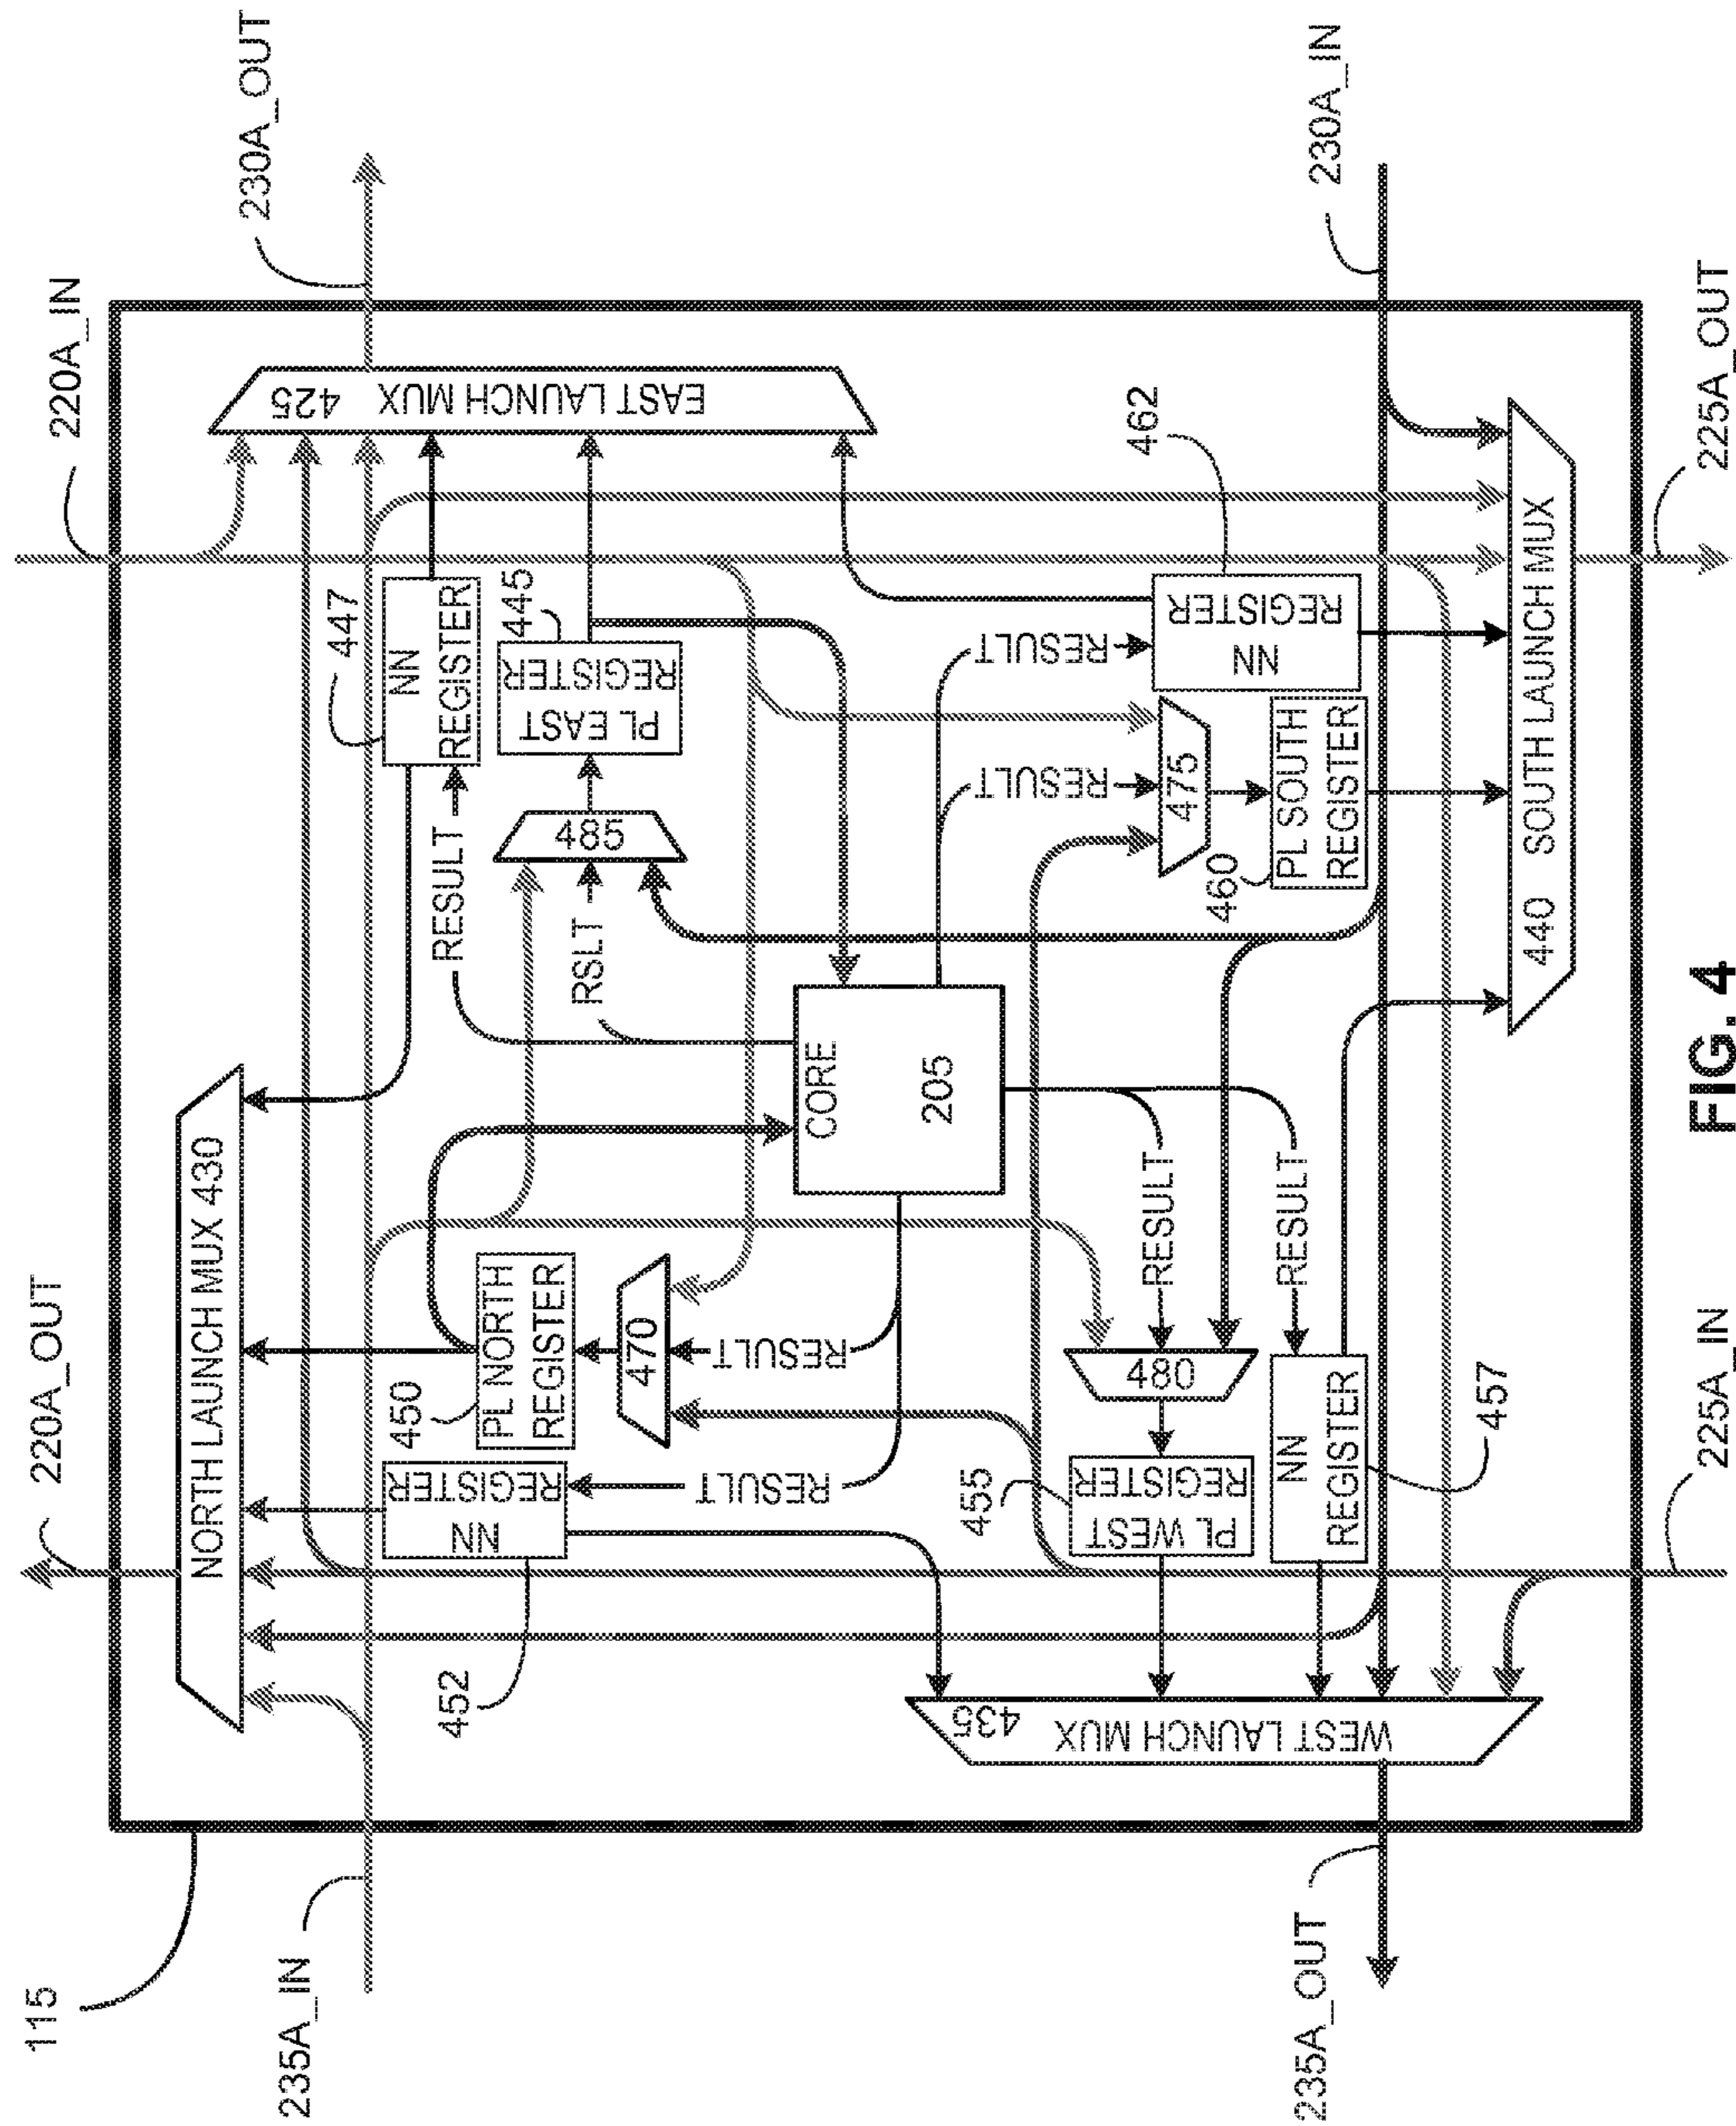 115
235A_IN
220A_OUT
220A_IN
230A_OUT
NORTH LAUNCH MUX 430
EAST LAUNCH MUX 425
452
NN
REGISTER
450
PL NORTH
REGISTER
470
RESULT
RESULT
RESULT
RSLT
447
NN
REGISTER
445
PL EAST
REGISTER
485
CORE
205
455
PL WEST
REGISTER
480
RESULT
RESULT
NN
REGISTER
457
RESULT
RESULT
475
460
PL SOUTH
REGISTER
NN
REGISTER
462
WEST LAUNCH MUX 435
440 SOUTH LAUNCH MUX
235A_OUT
225A_IN
225A_OUT
230A_IN
FIG. 4